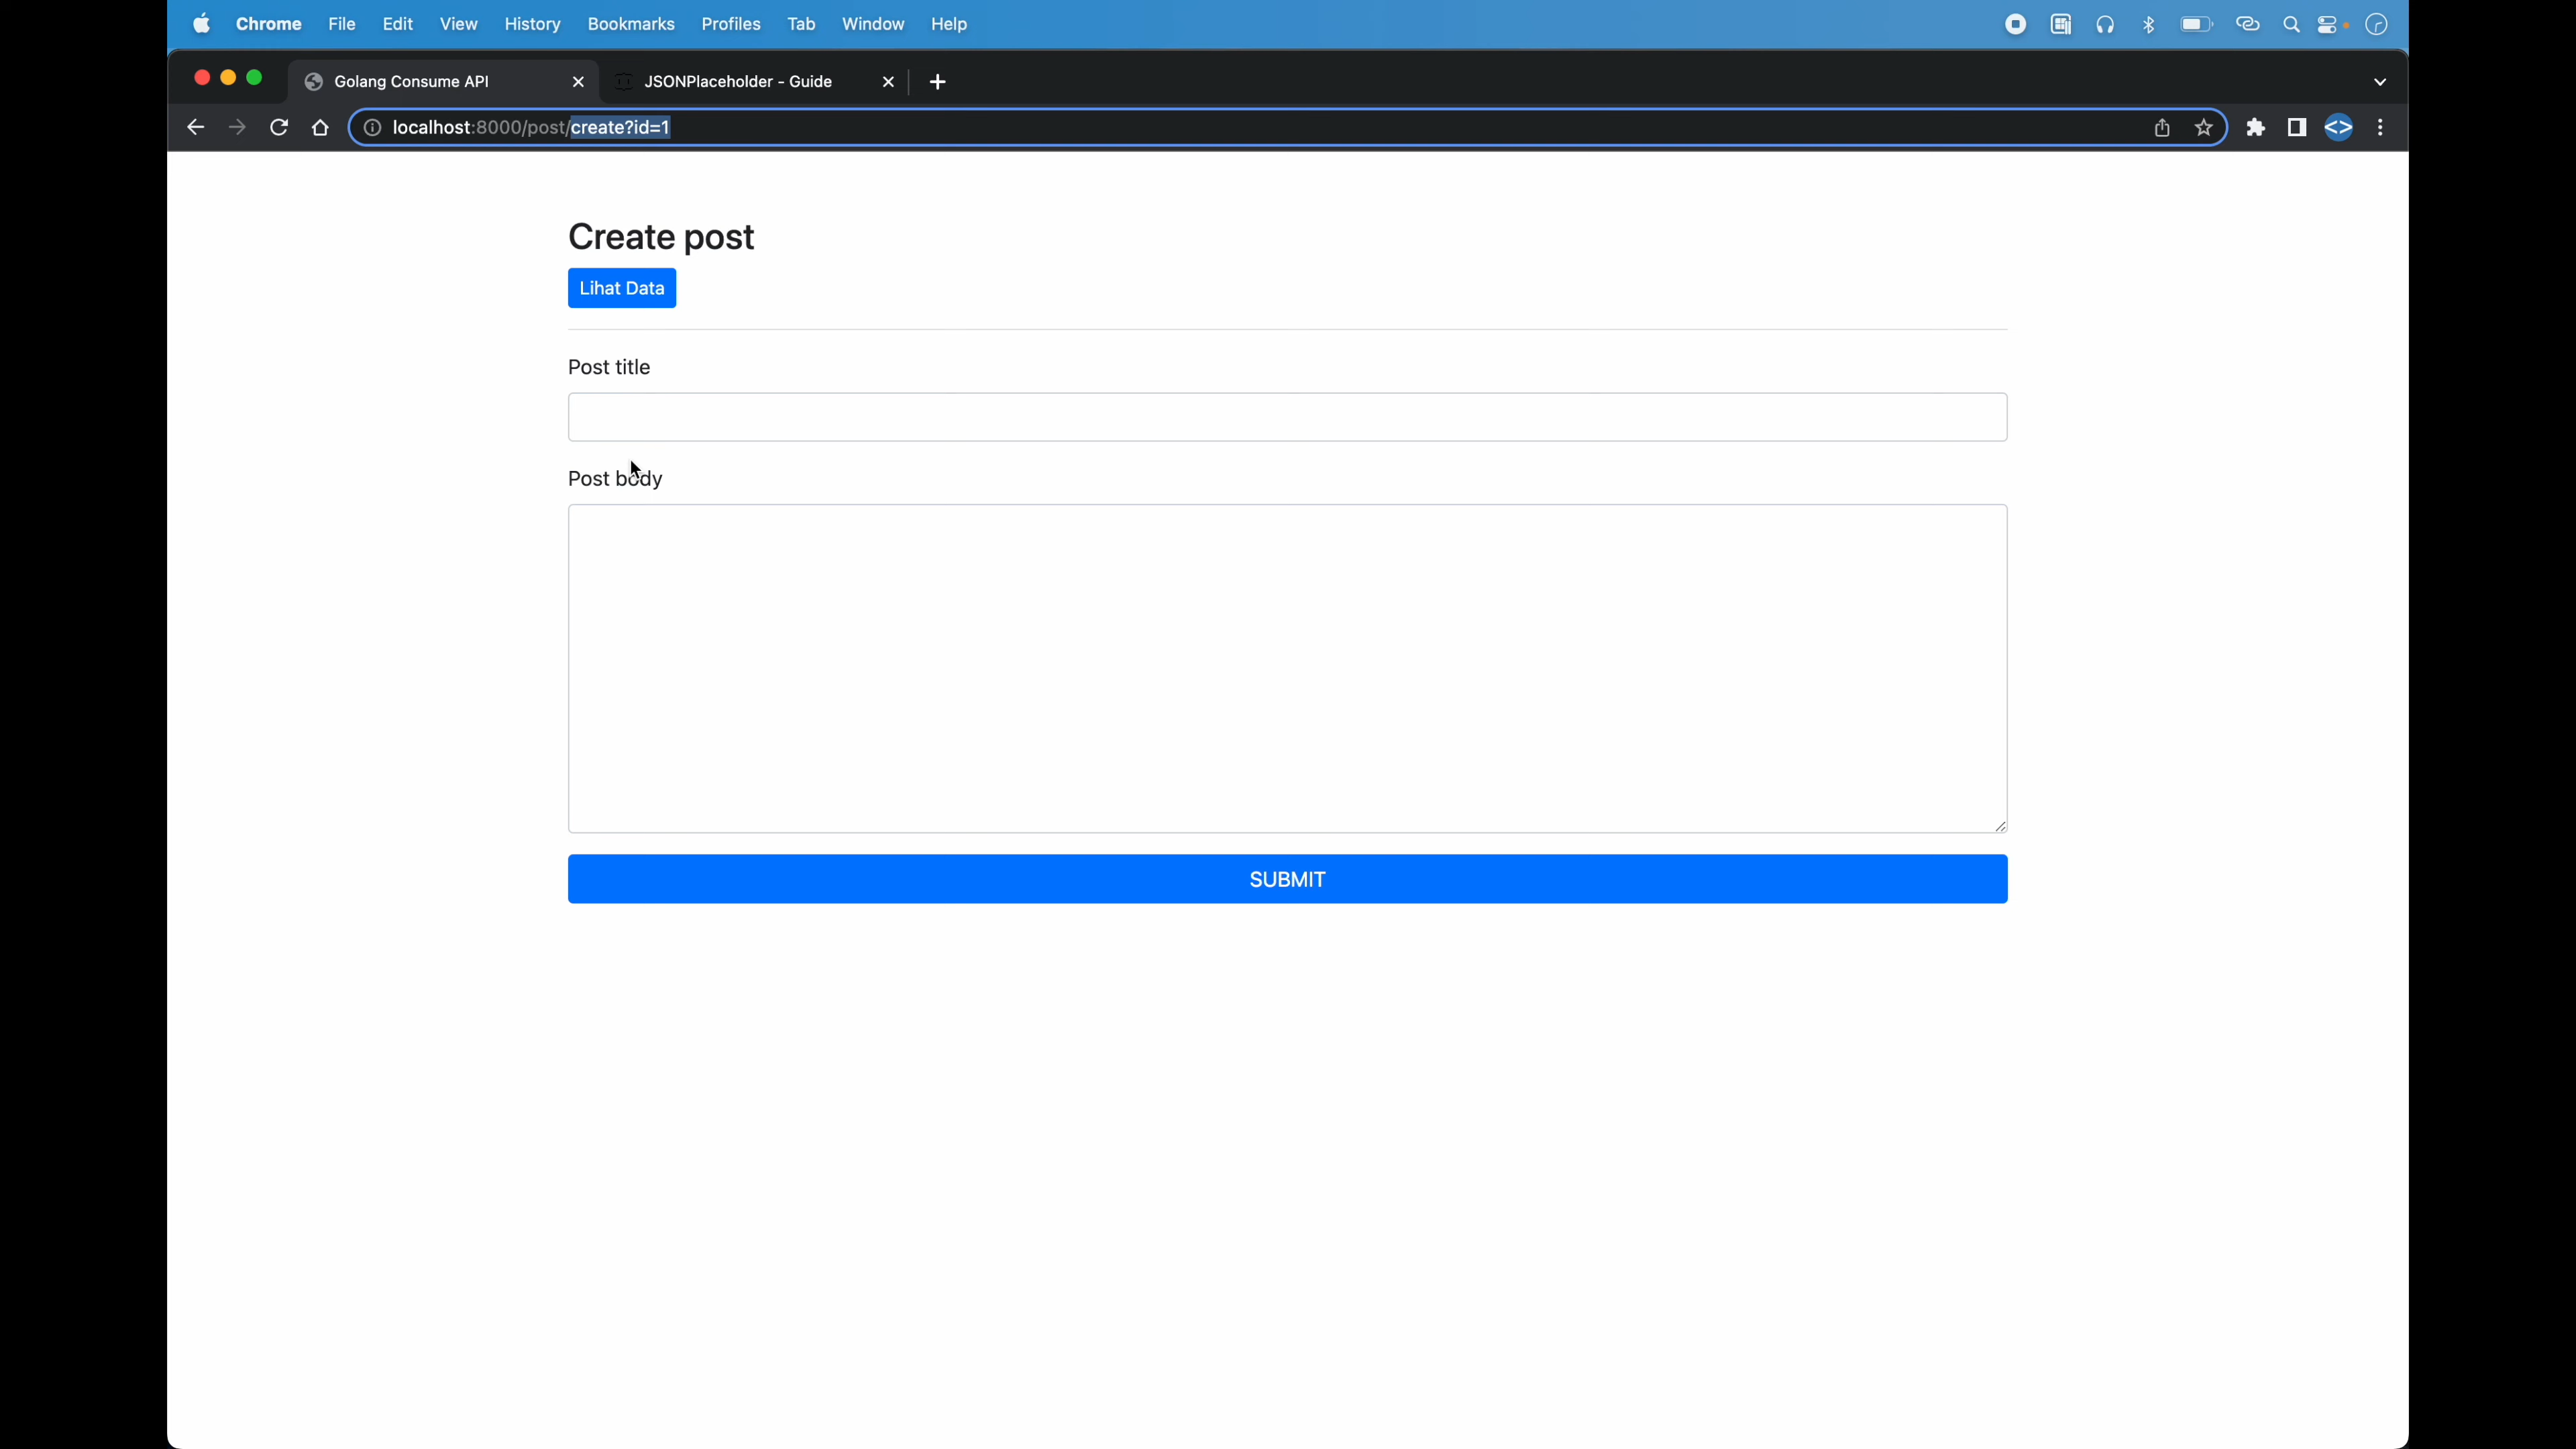 Chrome File Edit View History Bookmarks Profiles Tab Window Help
Golang Consume API
JSONPlaceholder - Guide
localhost:8000/post/create?id=1
Create post
Lihat Data
Post title
Post body
SUBMIT